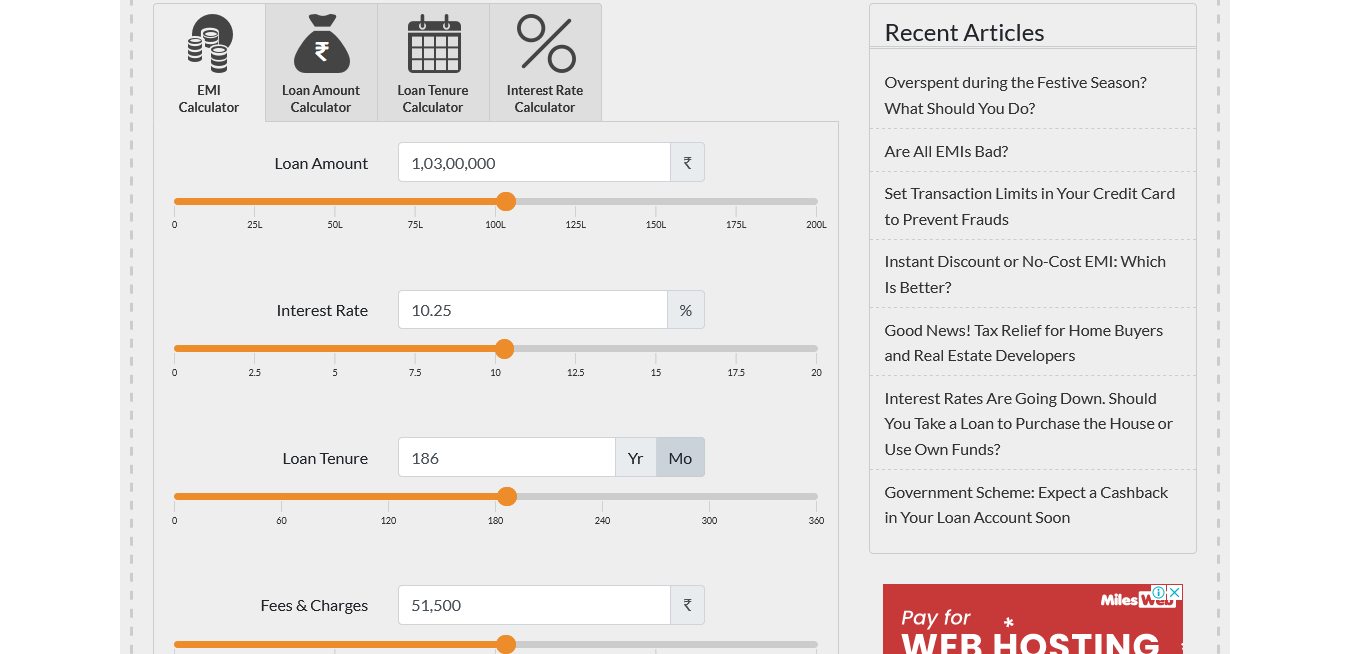 EMI
Calculator
₹
Loan Amount
Calculator
Loan Tenure
Calculator
Interest Rate
Calculator
Loan Amount
1,03,00,000
₹
0 25L 50L 75L 100L 125L 150L 175L 200L
Interest Rate
10.25
%
0 2.5 5 7.5 10 12.5 15 17.5 20
Loan Tenure
186
Yr
Mo
0 60 120 180 240 300 360
Fees & Charges
51,500
₹
Recent Articles
Overspent during the Festive Season?
What Should You Do?
Are All EMIs Bad?
Set Transaction Limits in Your Credit Card
to Prevent Frauds
Instant Discount or No-Cost EMI: Which
Is Better?
Good News! Tax Relief for Home Buyers
and Real Estate Developers
Interest Rates Are Going Down. Should
You Take a Loan to Purchase the House or
Use Own Funds?
Government Scheme: Expect a Cashback
in Your Loan Account Soon
MilesWeb
Pay for
WEB HOSTING